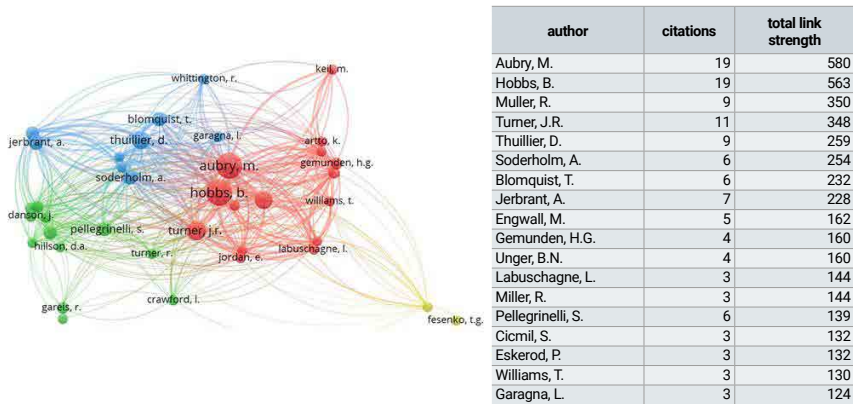 keil, m.
whittington, r.
blomquist, t.
thuillier, d.
garagna, l.
artto, k.
jerbrant, a.
aubry, m.
gemunden, h.g.
soderholm, a.
hobbs, b.
williams, t.
danson, j.
pellegrinelli, s.
turner, j.r.
hillson, d.a.
turner, r.
jordan, e.
labuschagne, l.
crawford, l.
gareis, r.
fesenko, t.g.
author citations total link strength
Aubry, M. 19 580
Hobbs, B. 19 563
Muller, R. 9 350
Turner, J.R. 11 348
Thuillier, D. 9 259
Soderholm, A. 6 254
Blomquist, T. 6 232
Jerbrant, A. 7 228
Engwall, M. 5 162
Gemunden, H.G. 4 160
Unger, B.N. 4 160
Labuschagne, L. 3 144
Miller, R. 3 144
Pellegrinelli, S. 6 139
Cicmil, S. 3 132
Eskerod, P. 3 132
Williams, T. 3 130
Garagna, L. 3 124